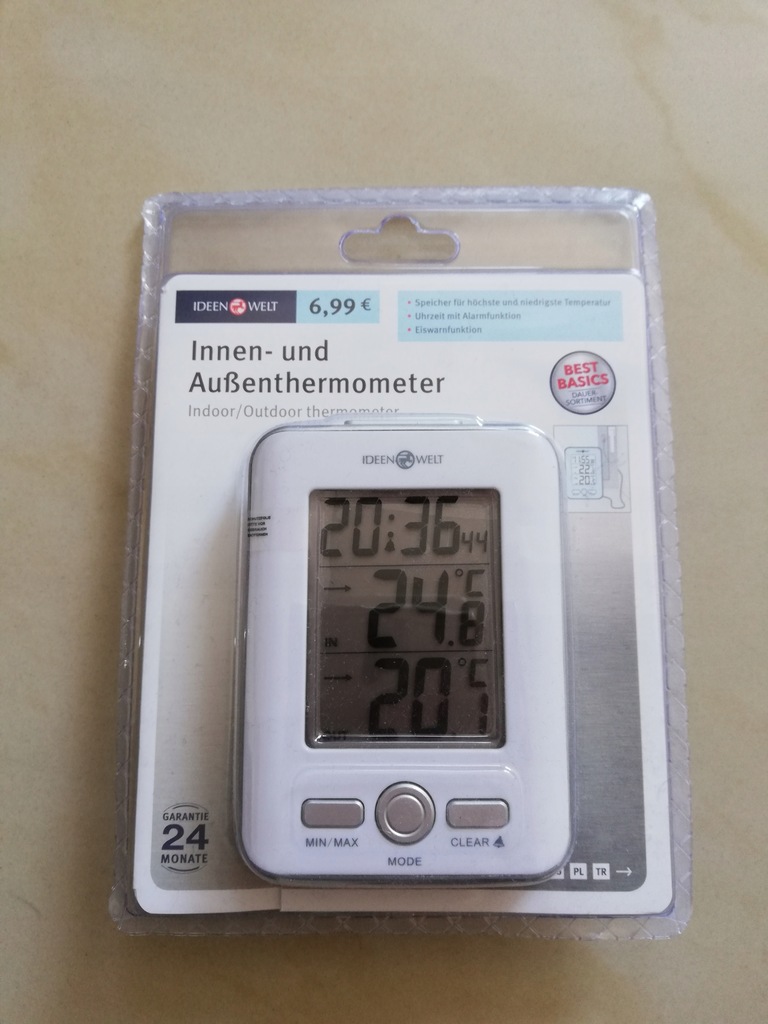 IDEEN WELT 6,99 €
• Speicher für höchste und niedrigste Temperatur
• Uhrzeit mit Alarmfunktion
• Eiswarnfunktion
Innen- und
Außenthermometer
Indoor/Outdoor thermometer
BEST
BASICS
DAUER-
SORTIMENT
IDEEN WELT
20:36 44
24.8 °C
IN
20.1 °C
OUT
MIN/MAX
MODE
CLEAR
GARANTIE
24
MONATE
PL TR →